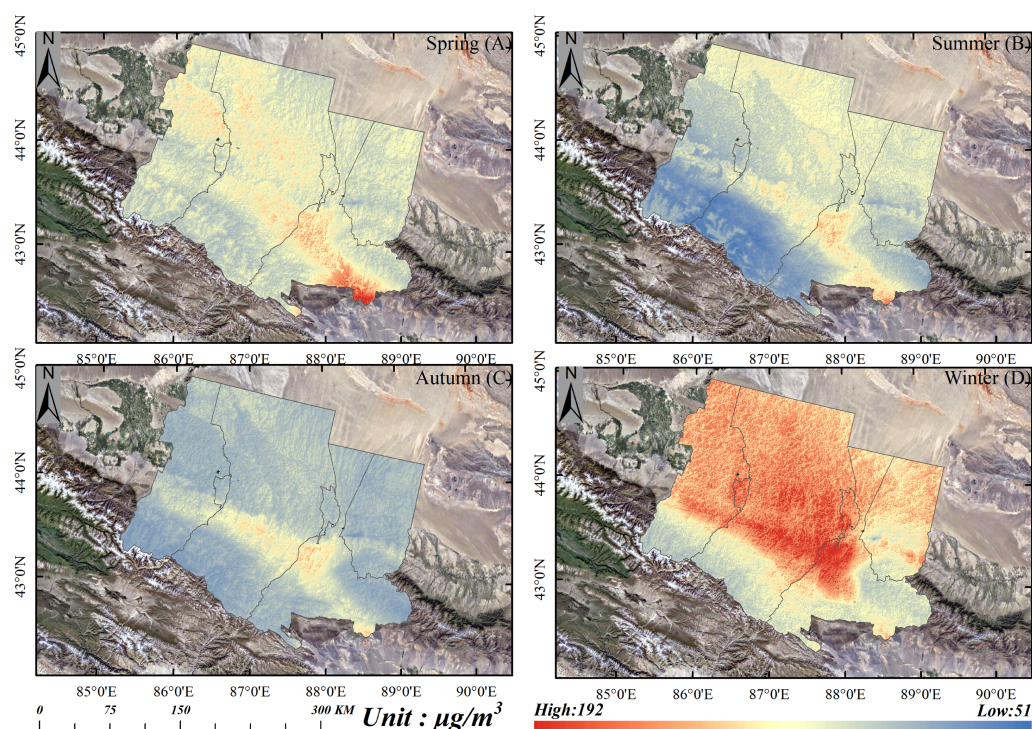 N
Spring (A)
45°0'N
44°0'N
43°0'N
N
Summer (B)
45°0'N
44°0'N
43°0'N
85°0'E 86°0'E 87°0'E 88°0'E 89°0'E 90°0'E
85°0'E 86°0'E 87°0'E 88°0'E 89°0'E 90°0'E
N
Autumn (C)
45°0'N
44°0'N
43°0'N
N
Winter (D)
45°0'N
44°0'N
43°0'N
85°0'E 86°0'E 87°0'E 88°0'E 89°0'E 90°0'E
85°0'E 86°0'E 87°0'E 88°0'E 89°0'E 90°0'E
0 75 150 300 KM
Unit : μg/m³
High:192 Low:51